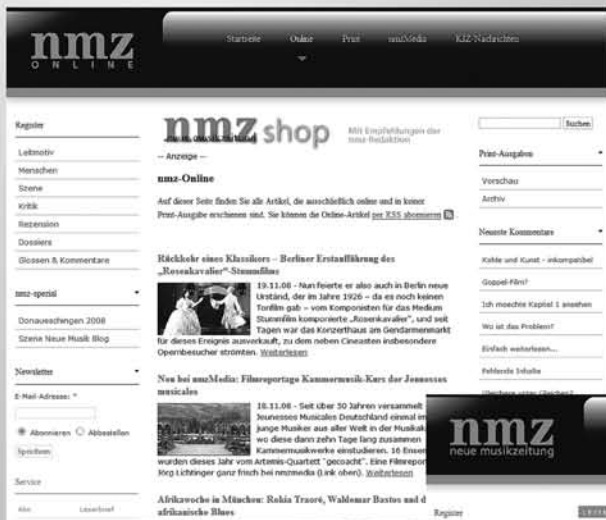 nmz
ONLINE
Startseite Online Print nmzMedia KIZ-Nachrichten
Register
Leitmotiv
Menschen
Szene
Kritik
Rezension
Dossiers
Glossen & Kommentare
nmz-spezial
Donaueschingen 2008
Szene Neue Musik Blog
Newsletter
E-Mail-Adresse: *
Abonnieren Abbestellen
Speichern
Service
Abo Leserbrief
nmz shop
Mit Empfehlungen der
nmz-Redaktion
-- Anzeige --
nmz-Online
Auf dieser Seite finden Sie alle Artikel, die ausschließlich online und in keiner
Print-Ausgabe erschienen sind. Sie können die Online-Artikel per RSS abonnieren.
Rückkehr eines Klassikers – Berliner Erstaufführung des
„Rosenkavalier“-Stummfilms
19.11.08 - Nun feierte er also auch in Berlin neue
Urständ, der im Jahre 1926 – da es noch keinen
Tonfilm gab – vom Komponisten für das Medium
Stummfilm komponierte „Rosenkavalier“, und seit
Tagen war das Konzerthaus am Gendarmenmarkt
für dieses Ereignis ausverkauft, zu dem neben Cineasten insbesondere
Opernbesucher strömten. Weiterlesen
Neu bei nmzMedia: Filmreportage Kammermusik-Kurs der Jeunesses
musicales
18.11.08 - Seit über 50 Jahren versammelt
Jeunesses Musicales Deutschland einmal im
junge Musiker aus aller Welt in der Musikak
wo diese dann zehn Tage lang zusammen
Kammermusikwerke einstudieren. 16 Ensem
wurden dieses Jahr vom Artemis-Quartett "gecoacht". Eine Filmrepor
Jörg Lichtinger ganz frisch bei nmzmedia (Link oben). Weiterlesen
Afrikawoche in München: Rokia Traoré, Waldemar Bastos und d
afrikanische Blues
Suchen
Print-Ausgaben
Vorschau
Archiv
Neueste Kommentare
Kohle und Kunst - inkompatibel
Goppel-Film?
Ich moechte Kapitel 1 ansehen
Wo ist das Problem?
Einfach weiterlesen...
Fehlende Inhalte
nmz
neue musikzeitung
Register